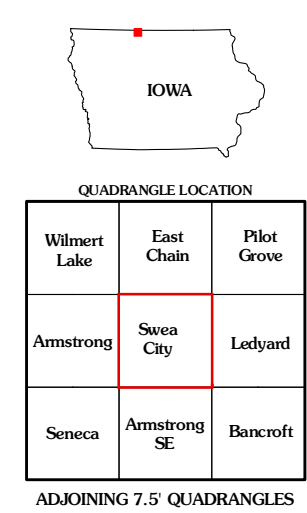 IOWA
QUADRANGLE LOCATION
Wilmert
Lake
East
Chain
Pilot
Grove
Armstrong
Swea
City
Ledyard
Seneca
Armstrong
SE
Bancroft
ADJOINING 7.5' QUADRANGLES